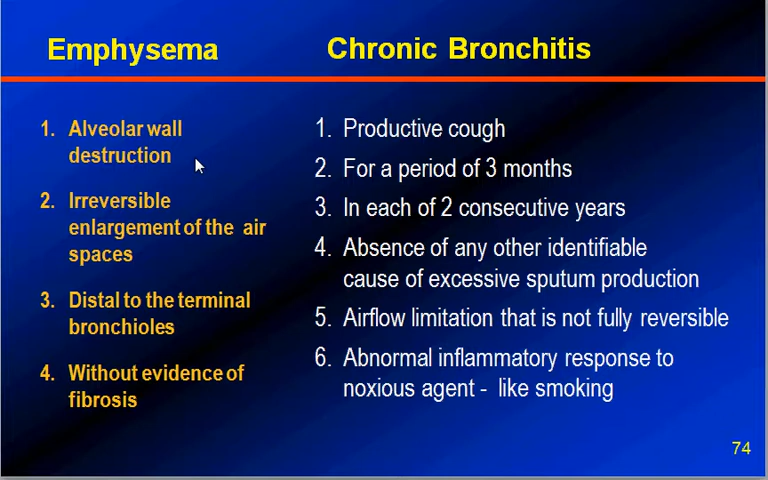 Emphysema
Chronic Bronchitis
1. Alveolar wall
destruction
2. Irreversible
enlargement of the air
spaces
3. Distal to the terminal
bronchioles
4. Without evidence of
fibrosis
1. Productive cough
2. For a period of 3 months
3. In each of 2 consecutive years
4. Absence of any other identifiable
cause of excessive sputum production
5. Airflow limitation that is not fully reversible
6. Abnormal inflammatory response to
noxious agent - like smoking
74